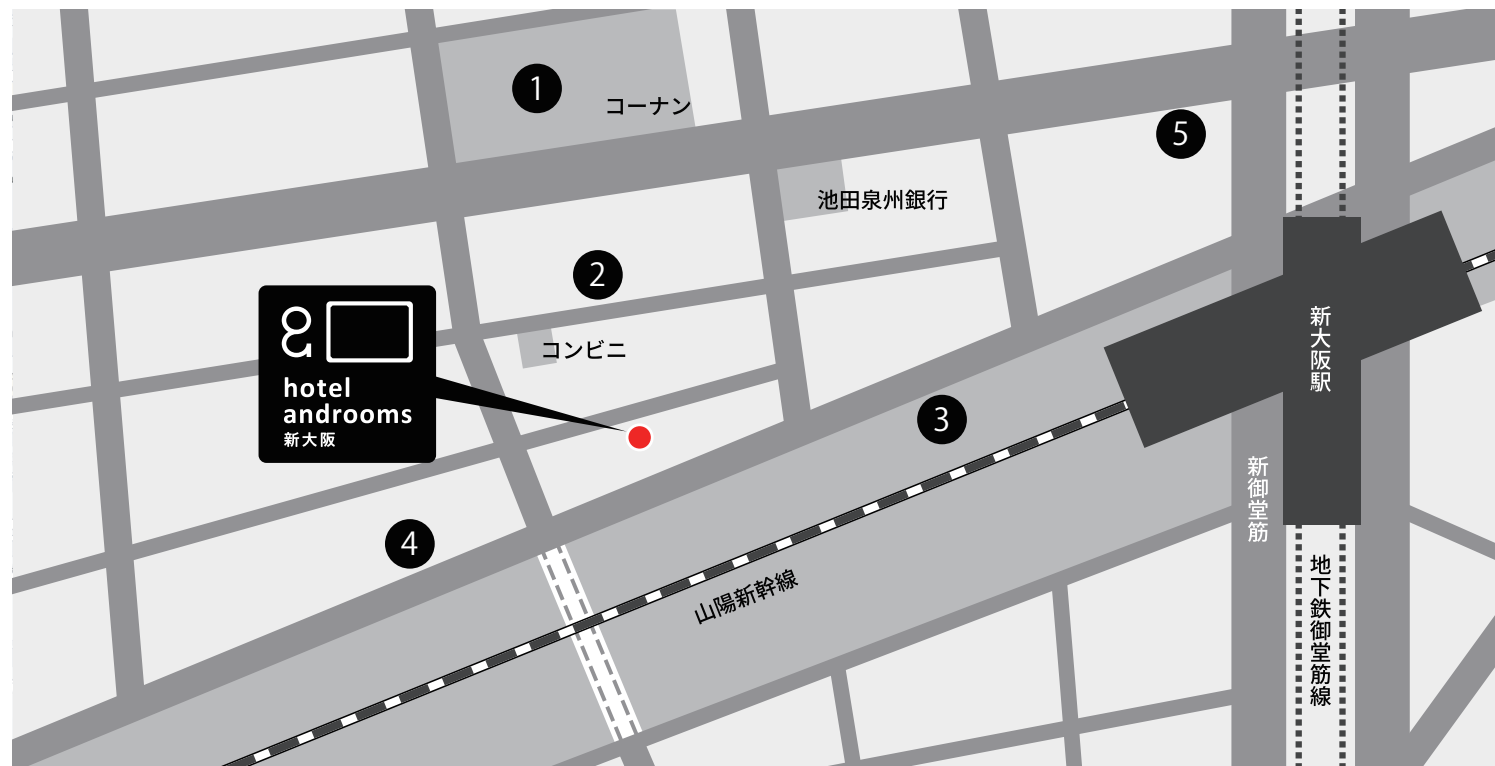 1
コーナン
5
池田泉州銀行
2
コンビニ
hotel
androoms
新大阪
新大阪駅
3
新御堂筋
4
地下鉄御堂筋線
山陽新幹線